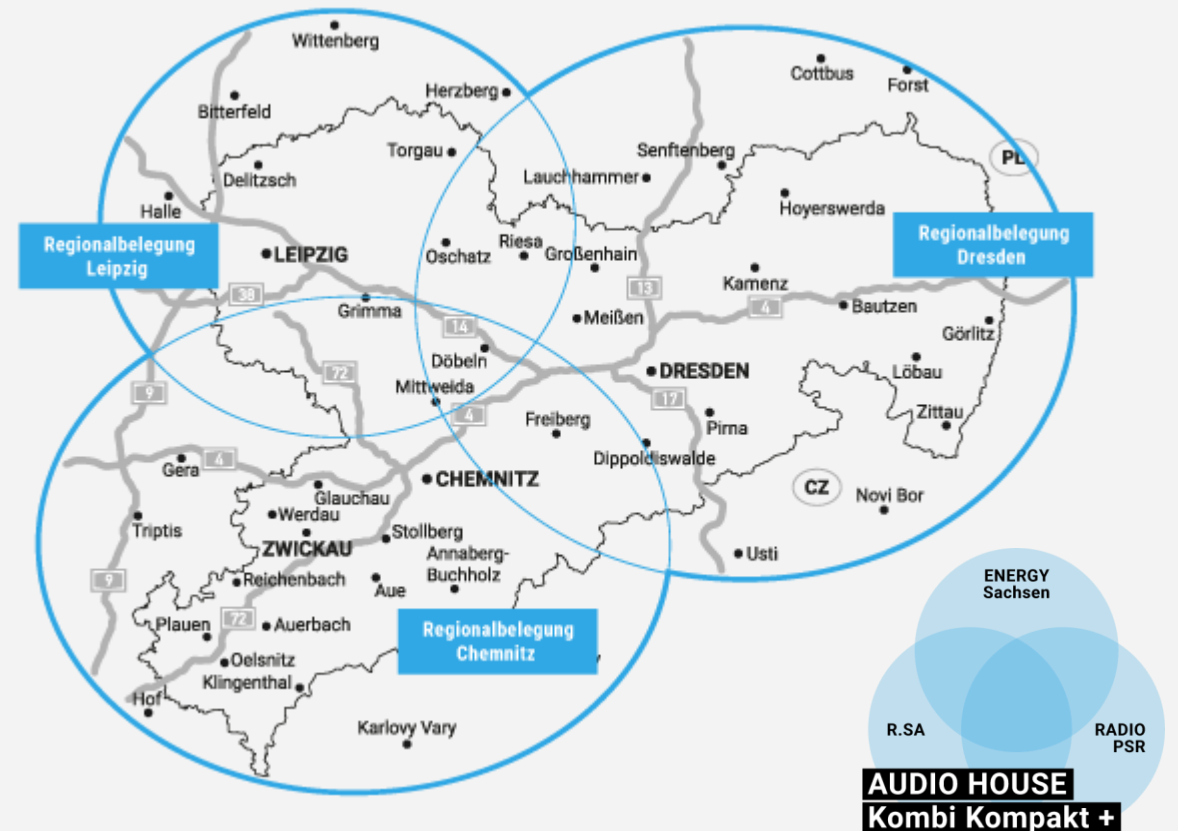 Wittenberg
Cottbus
Forst
Herzberg
Bitterfeld
Torgau
Senftenberg
PL
Delitzsch
Lauchhammer
Halle
Hoyerswerda
Regionalbelegung
Leipzig
Regionalbelegung
Dresden
LEIPZIG
Oschatz
Riesa
Großenhain
Kamenz
38
13
4
Grimma
14
Meißen
Bautzen
Görlitz
Döbeln
72
DRESDEN
Löbau
9
Mittweida
17
4
Freiberg
Pirna
Zittau
Gera
4
Dippoldiswalde
CHEMNITZ
CZ
Novi Bor
Glauchau
Werdau
Triptis
Stollberg
ZWICKAU
Annaberg-
Buchholz
Usti
9
Reichenbach
Aue
72
Plauen
Auerbach
Regionalbelegung
Chemnitz
Oelsnitz
Klingenthal
Hof
Karlovy Vary
ENERGY
Sachsen
R.SA
RADIO
PSR
AUDIO HOUSE
Kombi Kompakt +